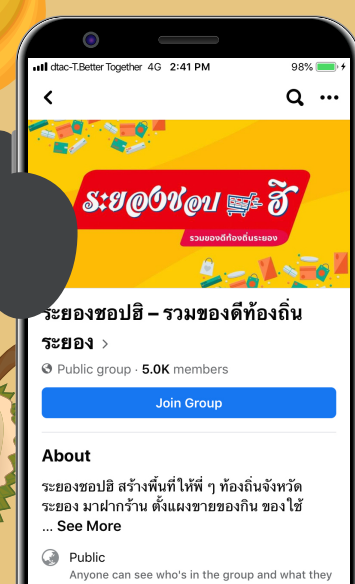 dtac-T.Better Together 4G 2:41 PM 98%
ระยองชอป ฮิ
รวมของดีท้องถิ่นระยอง
ระยองชอปฮิ – รวมของดีท้องถิ่น
ระยอง >
Public group · 5.0K members
Join Group
About
ระยองชอปฮิ สร้างพื้นที่ให้พี่ ๆ ท้องถิ่นจังหวัด
ระยอง มาฝากร้าน ตั้งแผงขายของกิน ของใช้
... See More
Public
Anyone can see who's in the group and what they